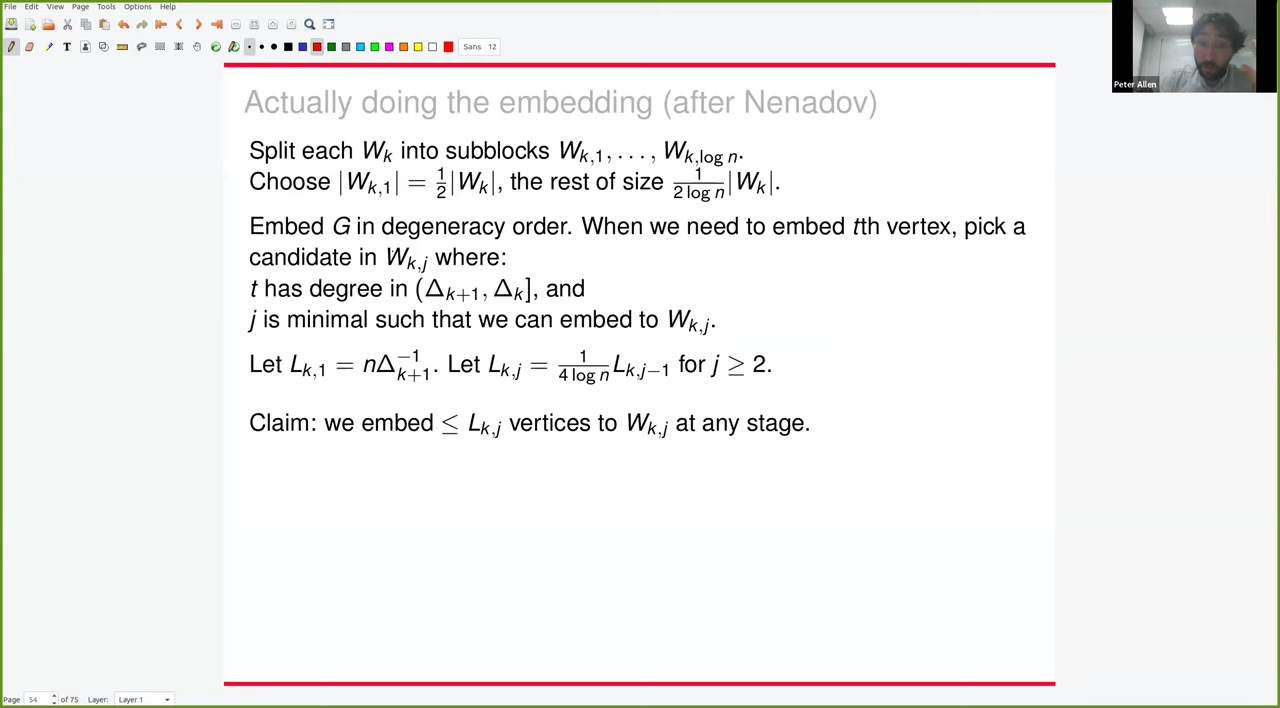 File Edit View Page Tools Options Help
T Sans 12
Peter Allen
Actually doing the embedding (after Nenadov)
Split each W_k into subblocks W_{k,1}, . . . , W_{k,log n}.
Choose |W_{k,1}| = 1/2|W_k|, the rest of size 1/(2 log n)|W_k|.
Embed G in degeneracy order. When we need to embed tth vertex, pick a
candidate in W_{k,j} where:
t has degree in (Δ_{k+1}, Δ_k], and
j is minimal such that we can embed to W_{k,j}.
Let L_{k,1} = nΔ_{k+1}^{-1}. Let L_{k,j} = 1/(4 log n) L_{k,j-1} for j ≥ 2.
Claim: we embed ≤ L_{k,j} vertices to W_{k,j} at any stage.
Page 54 of 75 Layer: Layer 1